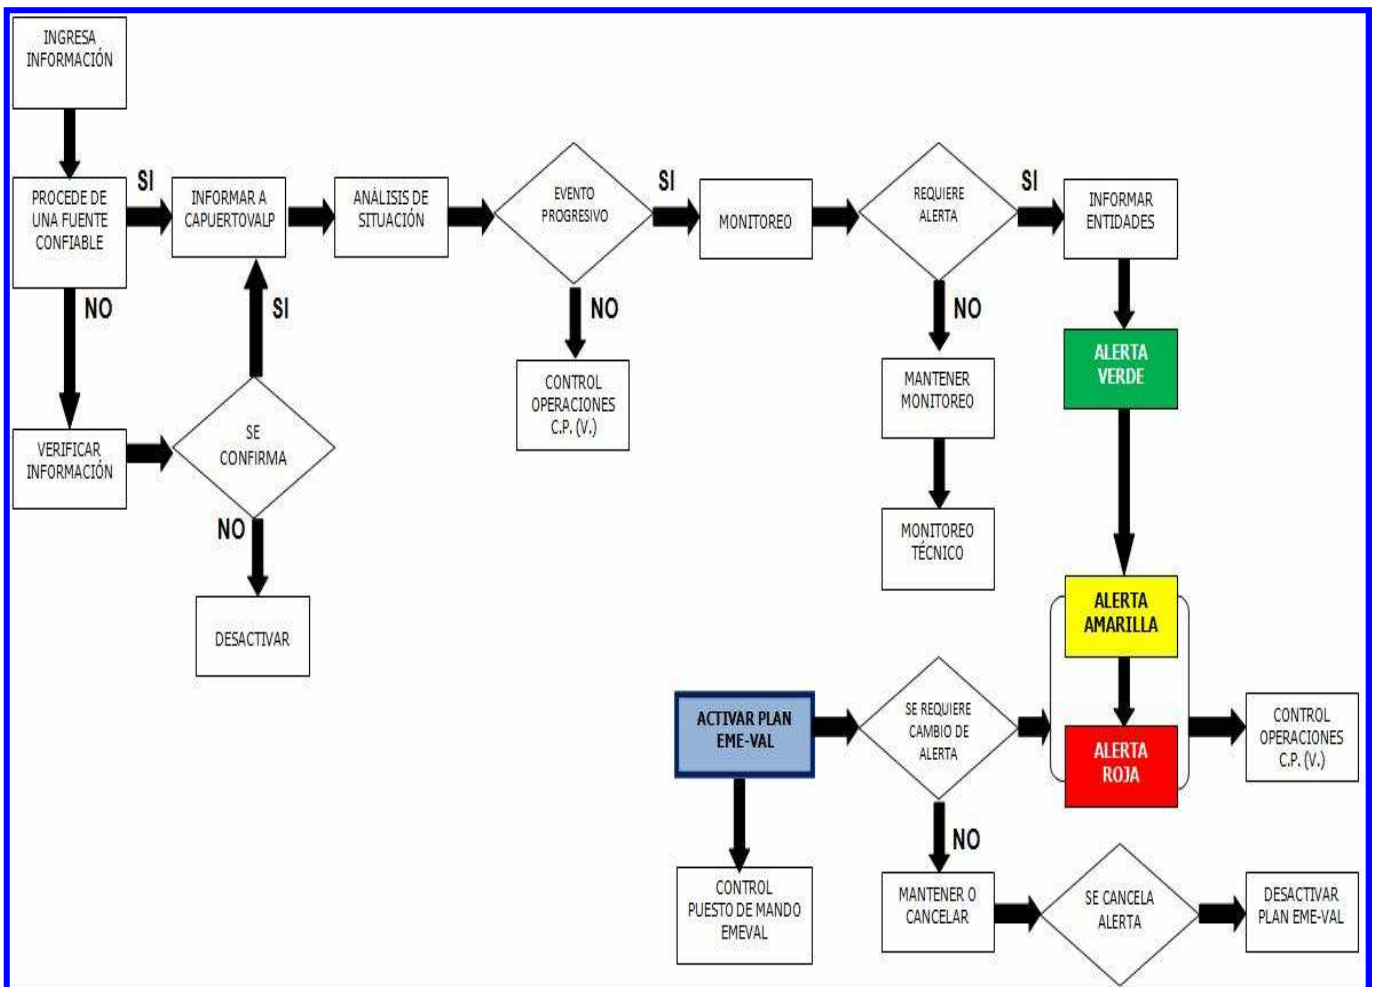 INGRESA
INFORMACIÓN
PROCEDE DE
UNA FUENTE
CONFIABLE
SI
INFORMAR A
CAPUERTOVALP
ANÁLISIS DE
SITUACIÓN
EVENTO
PROGRESIVO
SI
MONITOREO
REQUIERE
ALERTA
SI
INFORMAR
ENTIDADES
NO
SI
NO
NO
ALERTA
VERDE
CONTROL
OPERACIONES
C.P. (V.)
MANTENER
MONITOREO
VERIFICAR
INFORMACIÓN
SE
CONFIRMA
NO
MONITOREO
TÉCNICO
DESACTIVAR
ALERTA
AMARILLA
ACTIVAR PLAN
EME-VAL
SE REQUIERE
CAMBIO DE
ALERTA
ALERTA
ROJA
CONTROL
OPERACIONES
C.P. (V.)
NO
CONTROL
PUESTO DE MANDO
EMEVAL
MANTENER O
CANCELAR
SE CANCELA
ALERTA
DESACTIVAR
PLAN EME-VAL